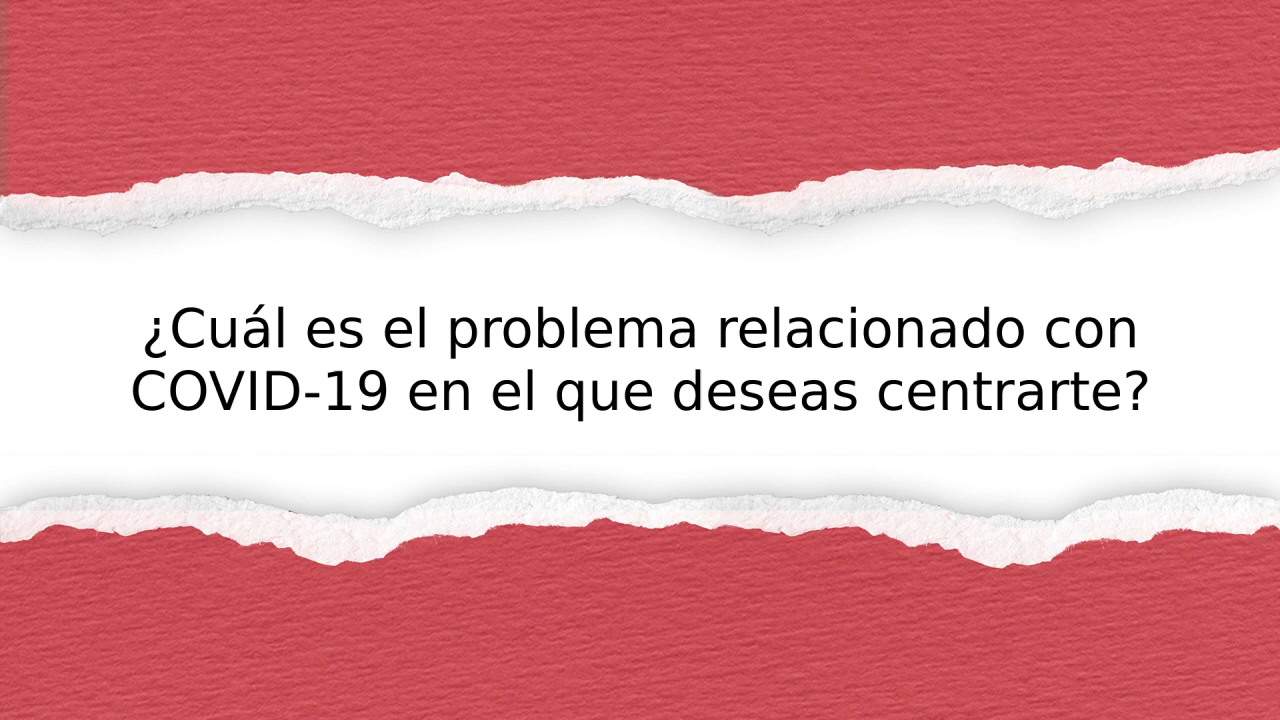 ¿Cuál es el problema relacionado con
COVID-19 en el que deseas centrarte?